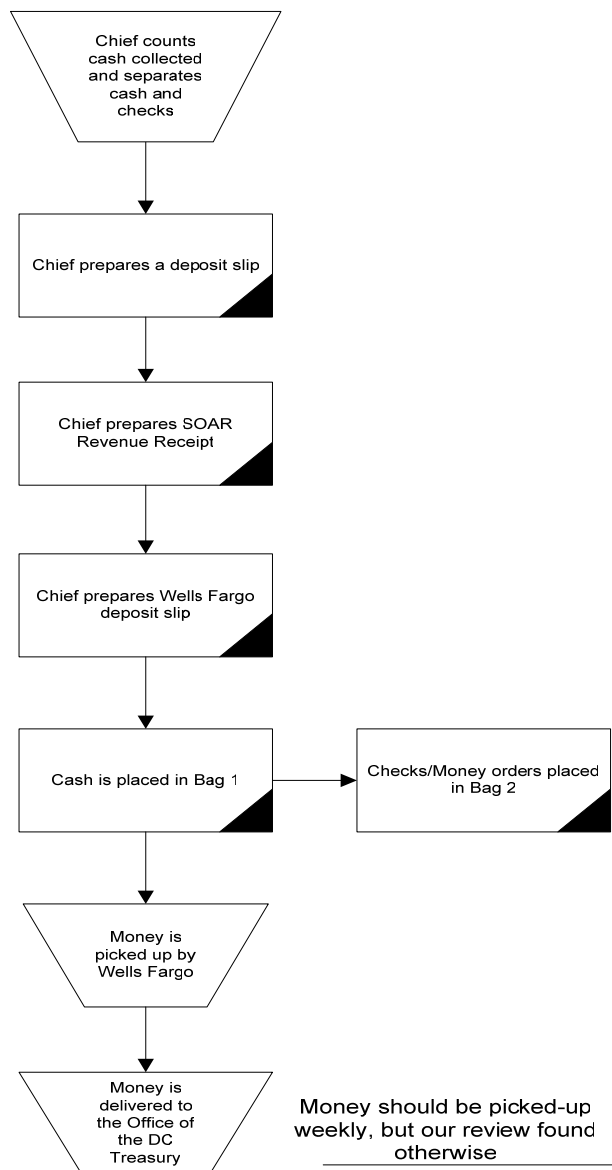 Chief counts
cash collected
and separates
cash and
checks
Chief prepares a deposit slip
Chief prepares SOAR
Revenue Receipt
Chief prepares Wells Fargo
deposit slip
Cash is placed in Bag 1
Checks/Money orders placed
in Bag 2
Money is
picked up by
Wells Fargo
Money is
delivered to
the Office of
the DC
Treasury
Money should be picked-up
weekly, but our review found
otherwise